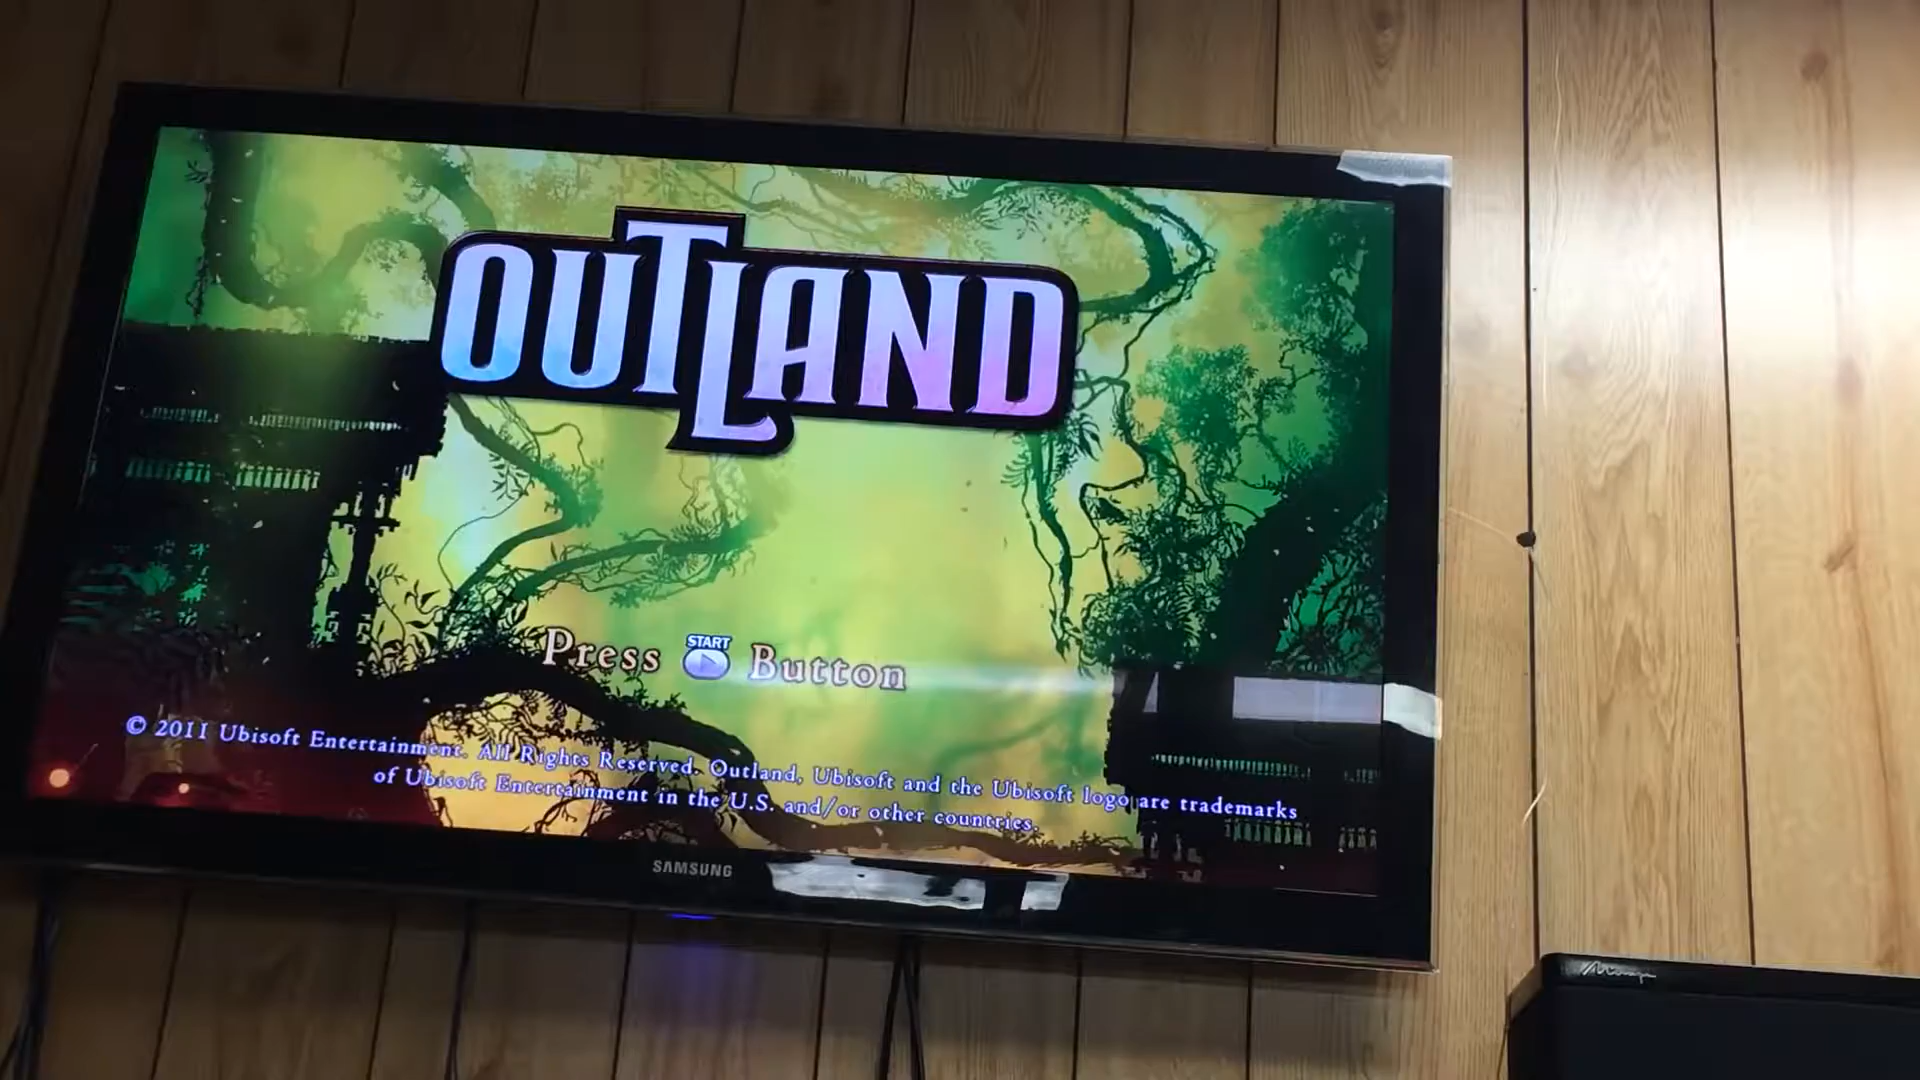 OUTLAND
Press START Button
© 2011 Ubisoft Entertainment. All Rights Reserved. Outland, Ubisoft and the Ubisoft logo are trademarks
of Ubisoft Entertainment in the U.S. and/or other countries.
SAMSUNG